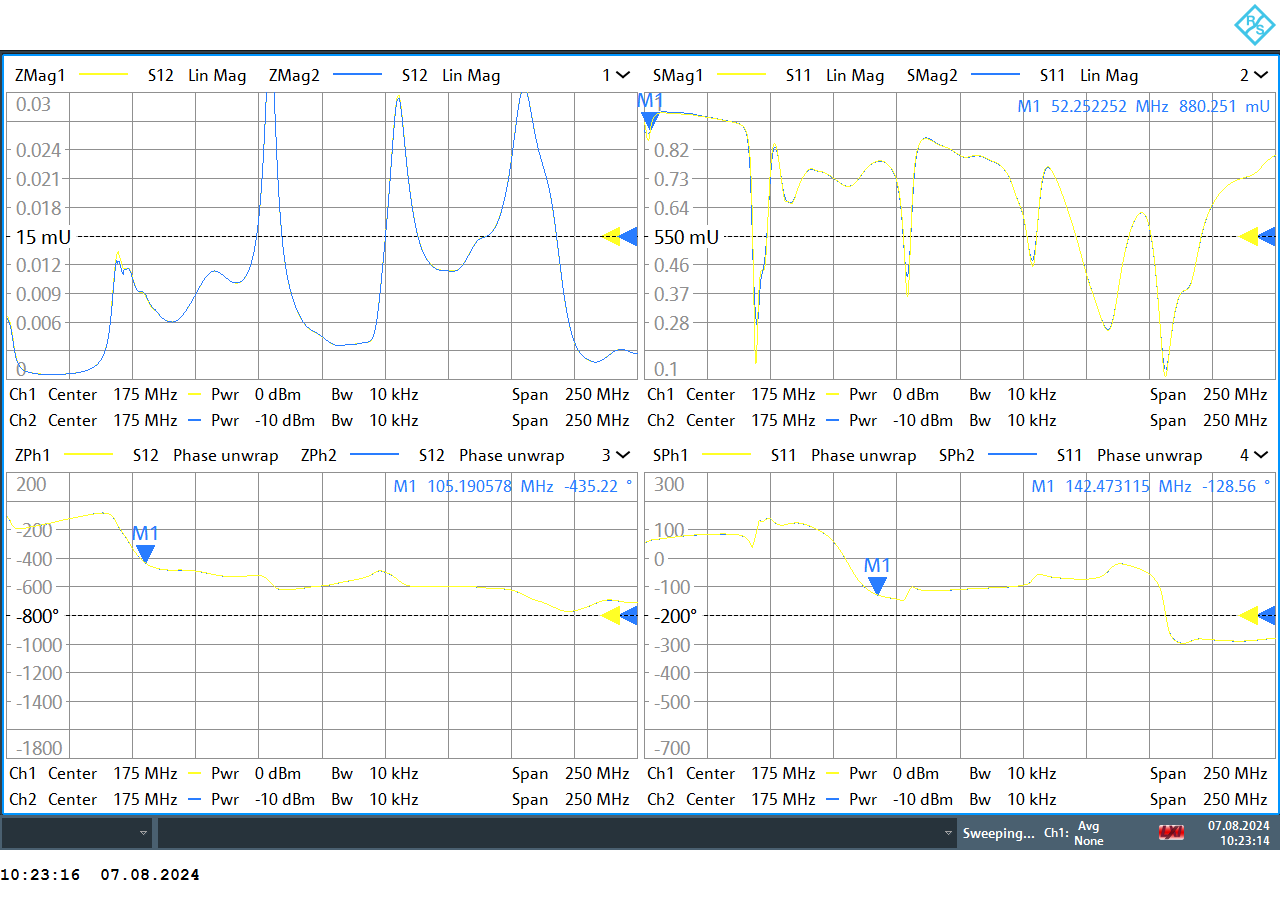 R&S
ZMag1 S12 Lin Mag ZMag2 S12 Lin Mag 1
0.03
0.024
0.021
0.018
15 mU
0.012
0.009
0.006
0
Ch1 Center 175 MHz Pwr 0 dBm Bw 10 kHz Span 250 MHz
Ch2 Center 175 MHz Pwr -10 dBm Bw 10 kHz Span 250 MHz
SMag1 S11 Lin Mag SMag2 S11 Lin Mag 2
M1
M1 52.252252 MHz 880.251 mU
0.82
0.73
0.64
550 mU
0.46
0.37
0.28
0.1
Ch1 Center 175 MHz Pwr 0 dBm Bw 10 kHz Span 250 MHz
Ch2 Center 175 MHz Pwr -10 dBm Bw 10 kHz Span 250 MHz
ZPh1 S12 Phase unwrap ZPh2 S12 Phase unwrap 3
200
M1 105.190578 MHz -435.22 °
-200
M1
-400
-600
-800°
-1000
-1200
-1400
-1800
Ch1 Center 175 MHz Pwr 0 dBm Bw 10 kHz Span 250 MHz
Ch2 Center 175 MHz Pwr -10 dBm Bw 10 kHz Span 250 MHz
SPh1 S11 Phase unwrap SPh2 S11 Phase unwrap 4
300
M1 142.473115 MHz -128.56 °
100
0
M1
-100
-200°
-300
-400
-500
-700
Ch1 Center 175 MHz Pwr 0 dBm Bw 10 kHz Span 250 MHz
Ch2 Center 175 MHz Pwr -10 dBm Bw 10 kHz Span 250 MHz
Sweeping... Ch1: Avg None
LXI
07.08.2024
10:23:14
10:23:16 07.08.2024